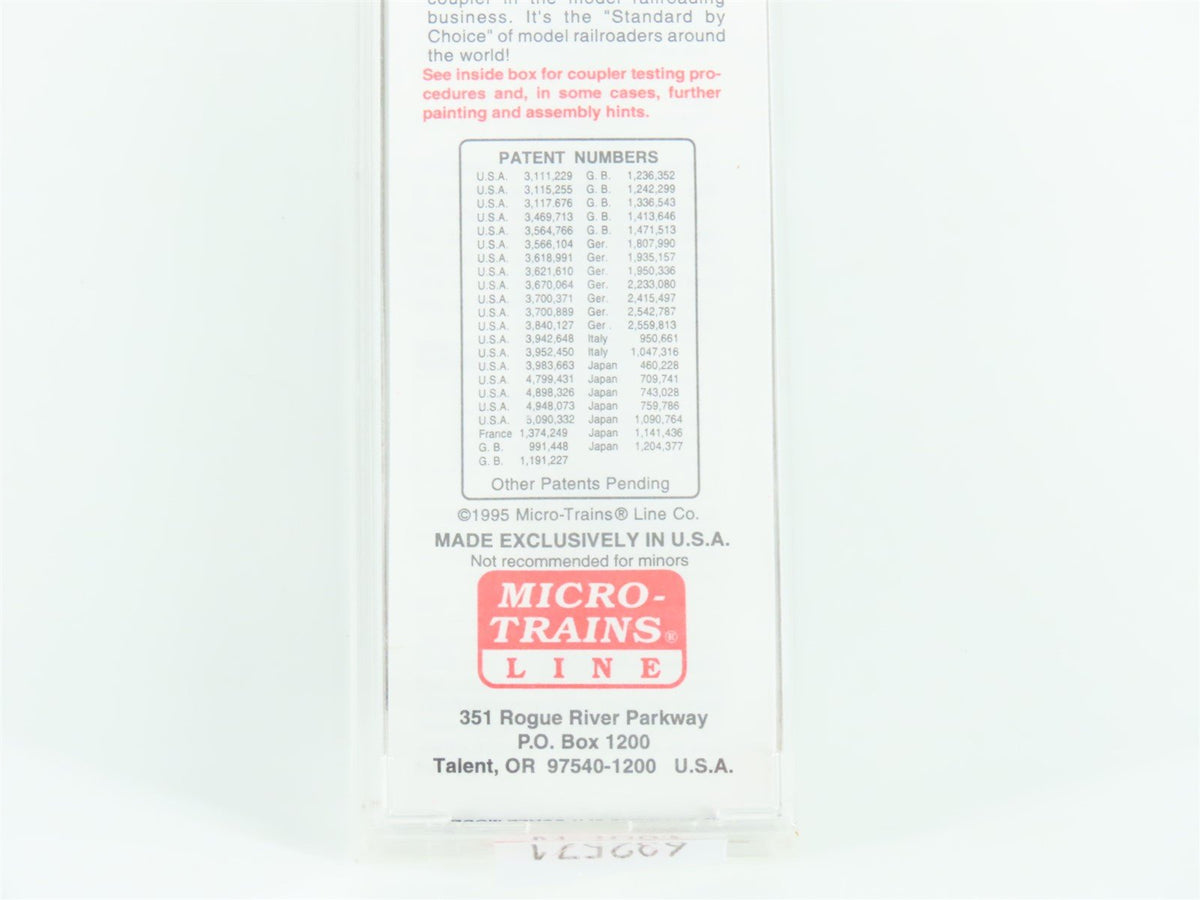 coupler in the model railroading
business. It's the "Standard by
Choice" of model railroaders around
the world!
See inside box for coupler testing pro-
cedures and, in some cases, further
painting and assembly hints.
PATENT NUMBERS
U.S.A. 3,111,229 G. B. 1,236,352
U.S.A. 3,115,255 G. B. 1,242,299
U.S.A. 3,117.676 G. B. 1,336,543
U.S.A. 3,469,713 G. B. 1,413,646
U.S.A. 3,564,766 G. B. 1,471,513
U.S.A. 3,566,104 Ger. 1,807,990
U.S.A. 3,618,991 Ger. 1,935,157
U.S.A. 3,621,610 Ger. 1,950,336
U.S.A. 3,670,064 Ger. 2,233,080
U.S.A. 3,700,371 Ger. 2,415,497
U.S.A. 3,700,889 Ger. 2,542,787
U.S.A. 3,840,127 Ger . 2,559,813
U.S.A. 3,942,648 Italy 950,661
U.S.A. 3,952,450 Italy 1,047,316
U.S.A. 3,983,663 Japan 460,228
U.S.A. 4,799,431 Japan 709,741
U.S.A. 4,898,326 Japan 743,028
U.S.A. 4,948,073 Japan 759,786
U.S.A. 5,090,332 Japan 1,090,764
France 1,374,249 Japan 1,141,436
G. B. 991,448 Japan 1,204,377
G. B. 1,191,227
Other Patents Pending
©1995 Micro-Trains® Line Co.
MADE EXCLUSIVELY IN U.S.A.
Not recommended for minors
MICRO-
TRAINS®
LINE
351 Rogue River Parkway
P.O. Box 1200
Talent, OR 97540-1200 U.S.A.